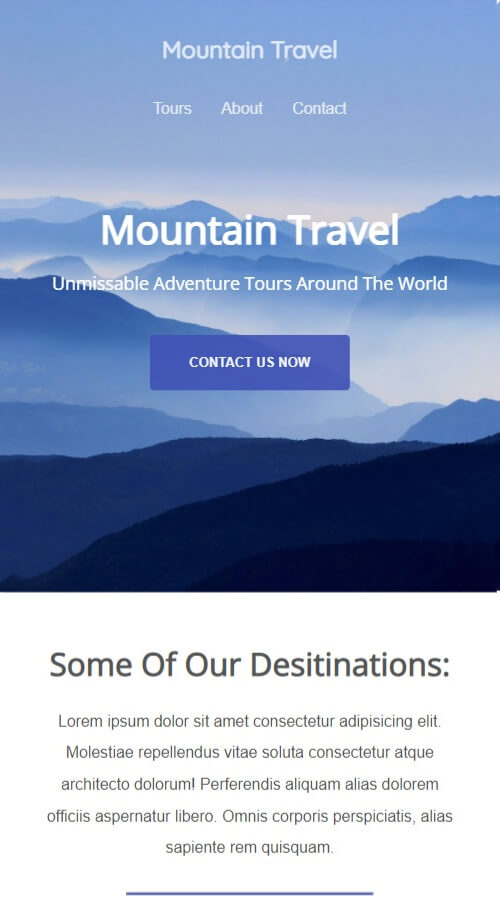 Mountain Travel
Tours About Contact
Mountain Travel
Unmissable Adventure Tours Around The World
CONTACT US NOW
Some Of Our Desitinations:
Lorem ipsum dolor sit amet consectetur adipisicing elit.
Molestiae repellendus vitae soluta consectetur atque
architecto dolorum! Perferendis aliquam alias dolorem
officiis aspernatur libero. Omnis corporis perspiciatis, alias
sapiente rem quisquam.